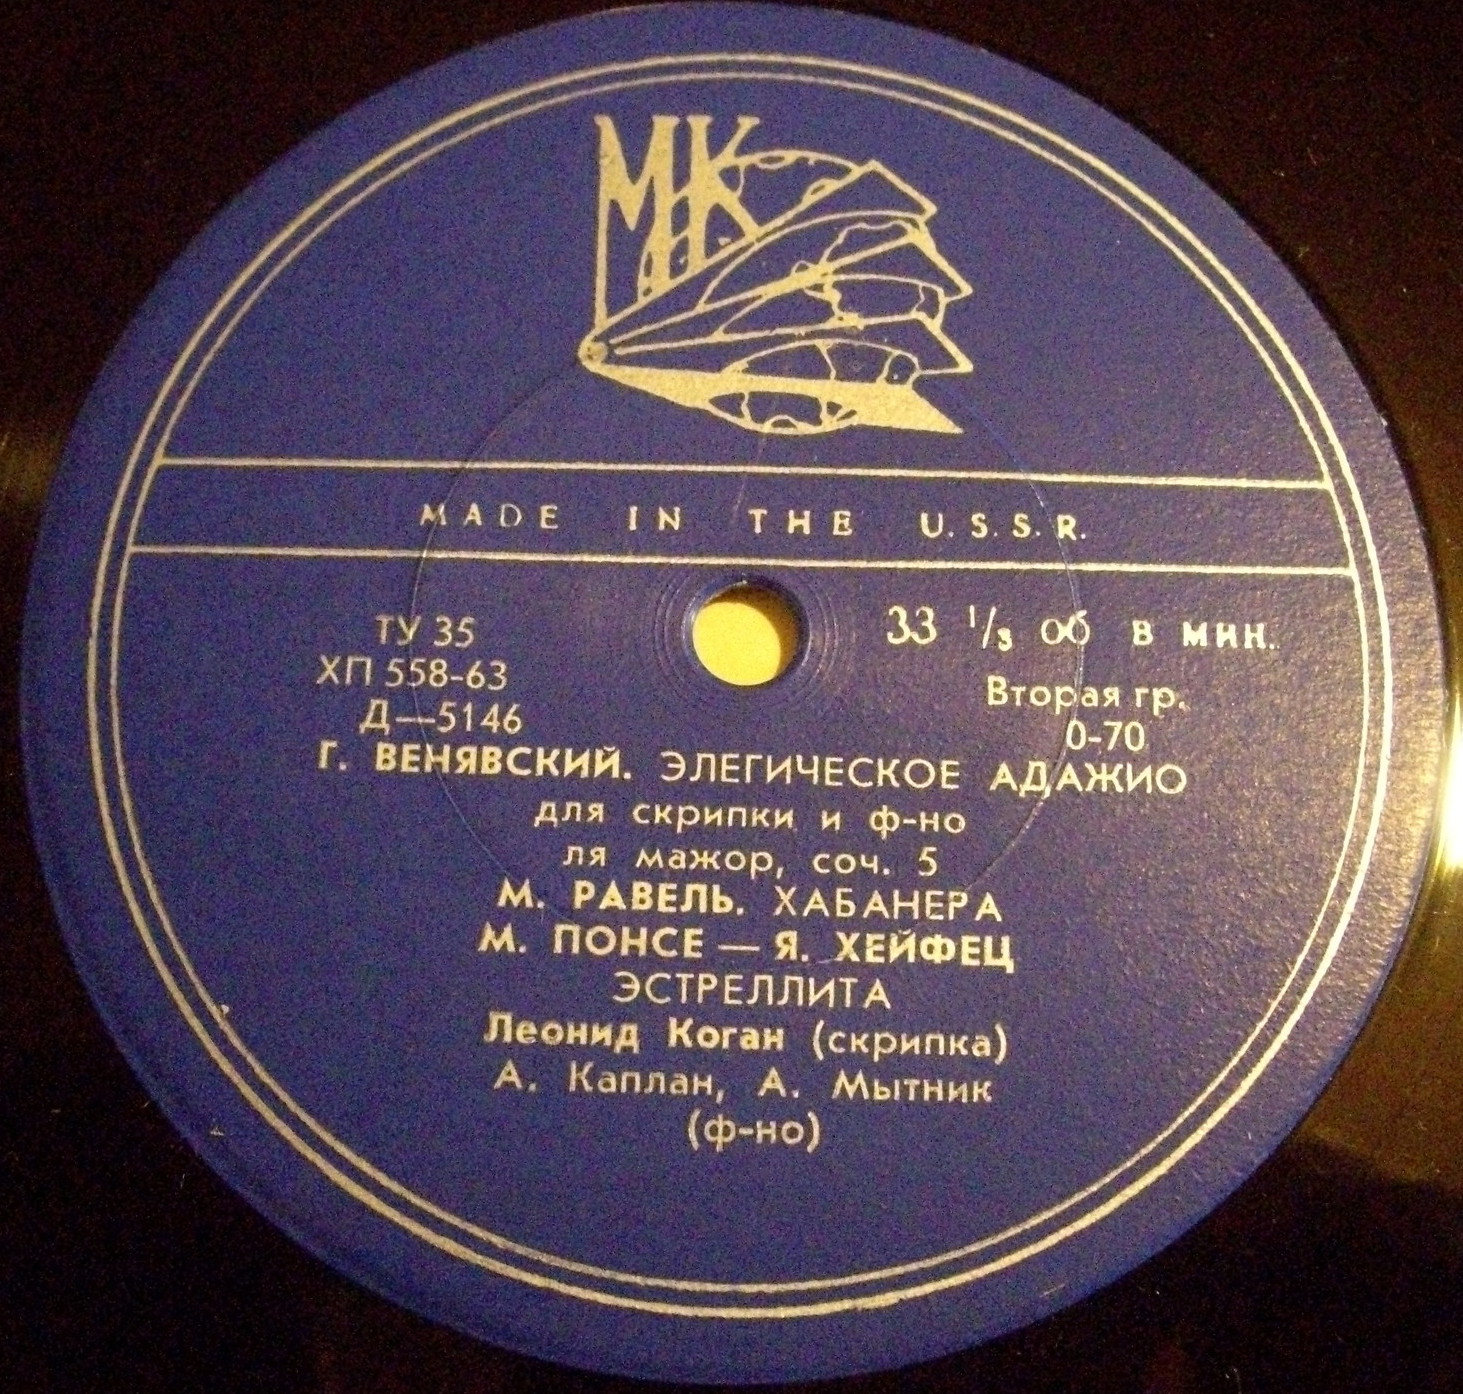 МК
MADE IN THE U.S.S.R.
ТУ 35
ХП 558-63
Д—5146
33 1/3 об в мин.
Вторая гр.
0-70
Г. ВЕНЯВСКИЙ. ЭЛЕГИЧЕСКОЕ АДАЖИО
для скрипки и ф-но
ля мажор, соч. 5
М. РАВЕЛЬ. ХАБАНЕРА
М. ПОНСЕ — Я. ХЕЙФЕЦ
ЭСТРЕЛЛИТА
Леонид Коган (скрипка)
А. Каплан, А. Мытник
(ф-но)